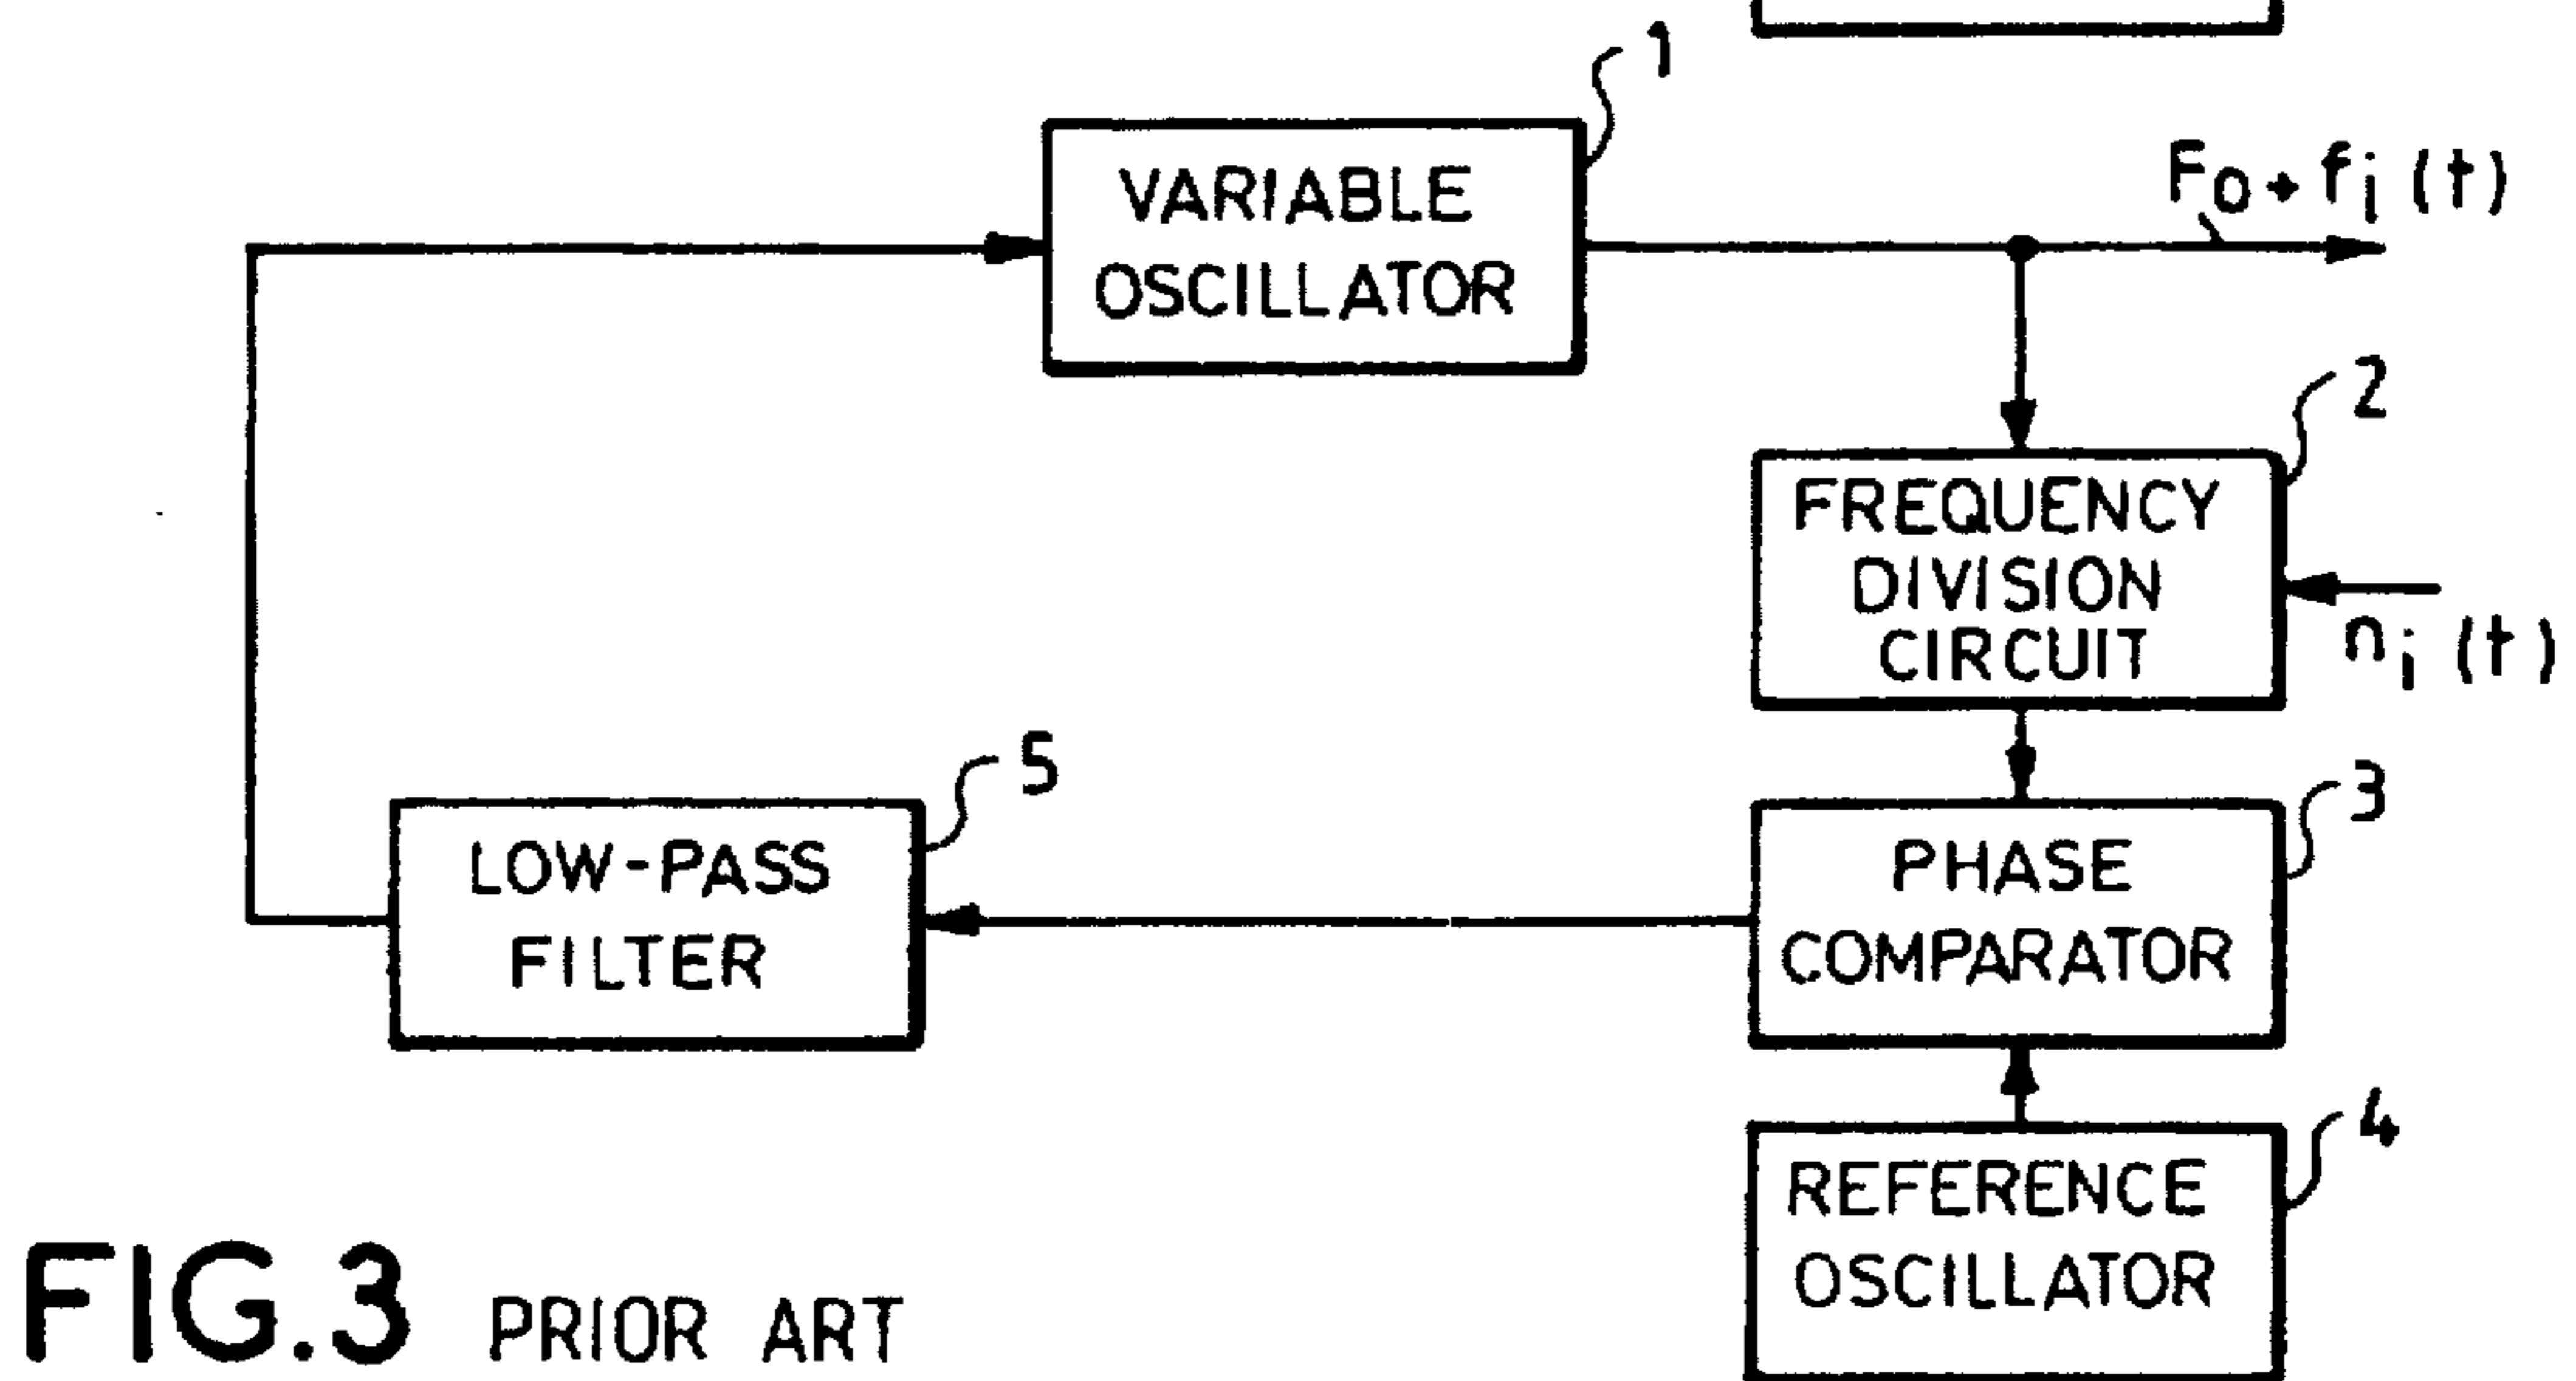 1
VARIABLE
OSCILLATOR
F0 + fi (t)
2
FREQUENCY
DIVISION
CIRCUIT
ni (t)
5
LOW-PASS
FILTER
3
PHASE
COMPARATOR
4
REFERENCE
OSCILLATOR
FIG.3 PRIOR ART